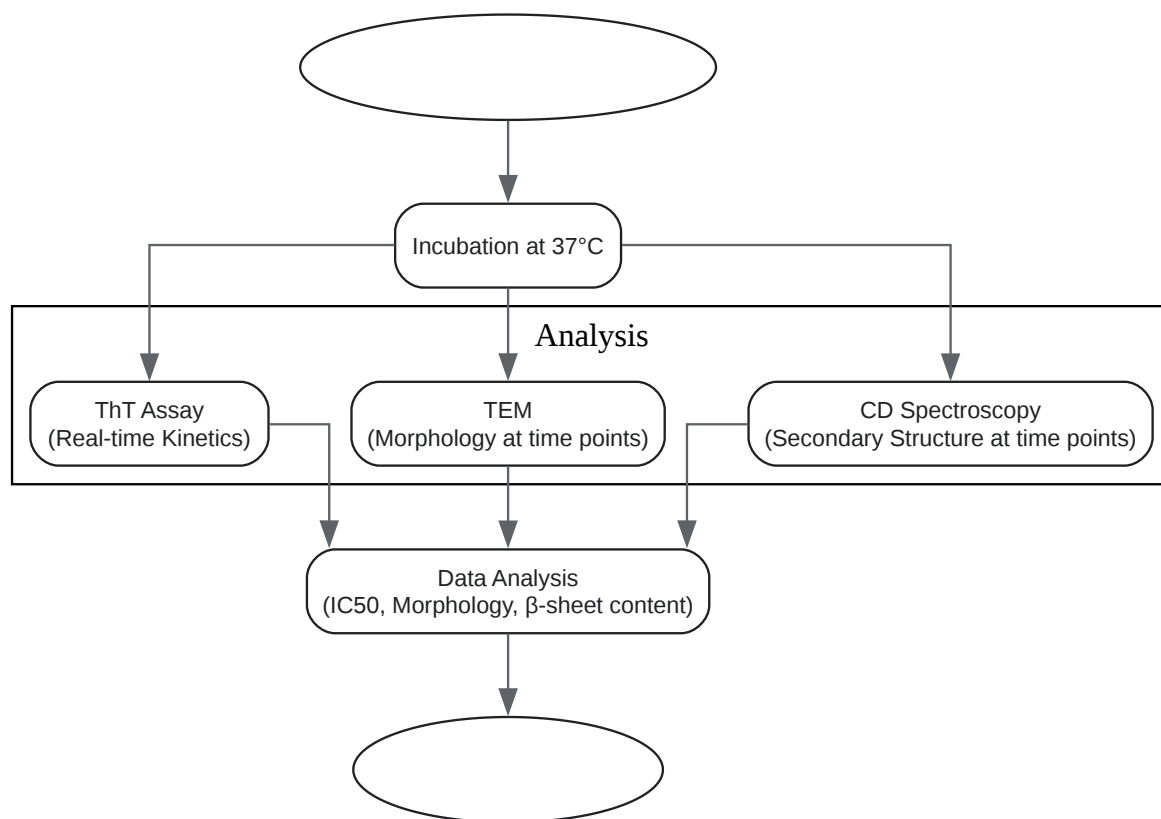 Incubation at 37°C
Analysis
ThT Assay
(Real-time Kinetics)
TEM
(Morphology at time points)
CD Spectroscopy
(Secondary Structure at time points)
Data Analysis
(IC50, Morphology, β-sheet content)